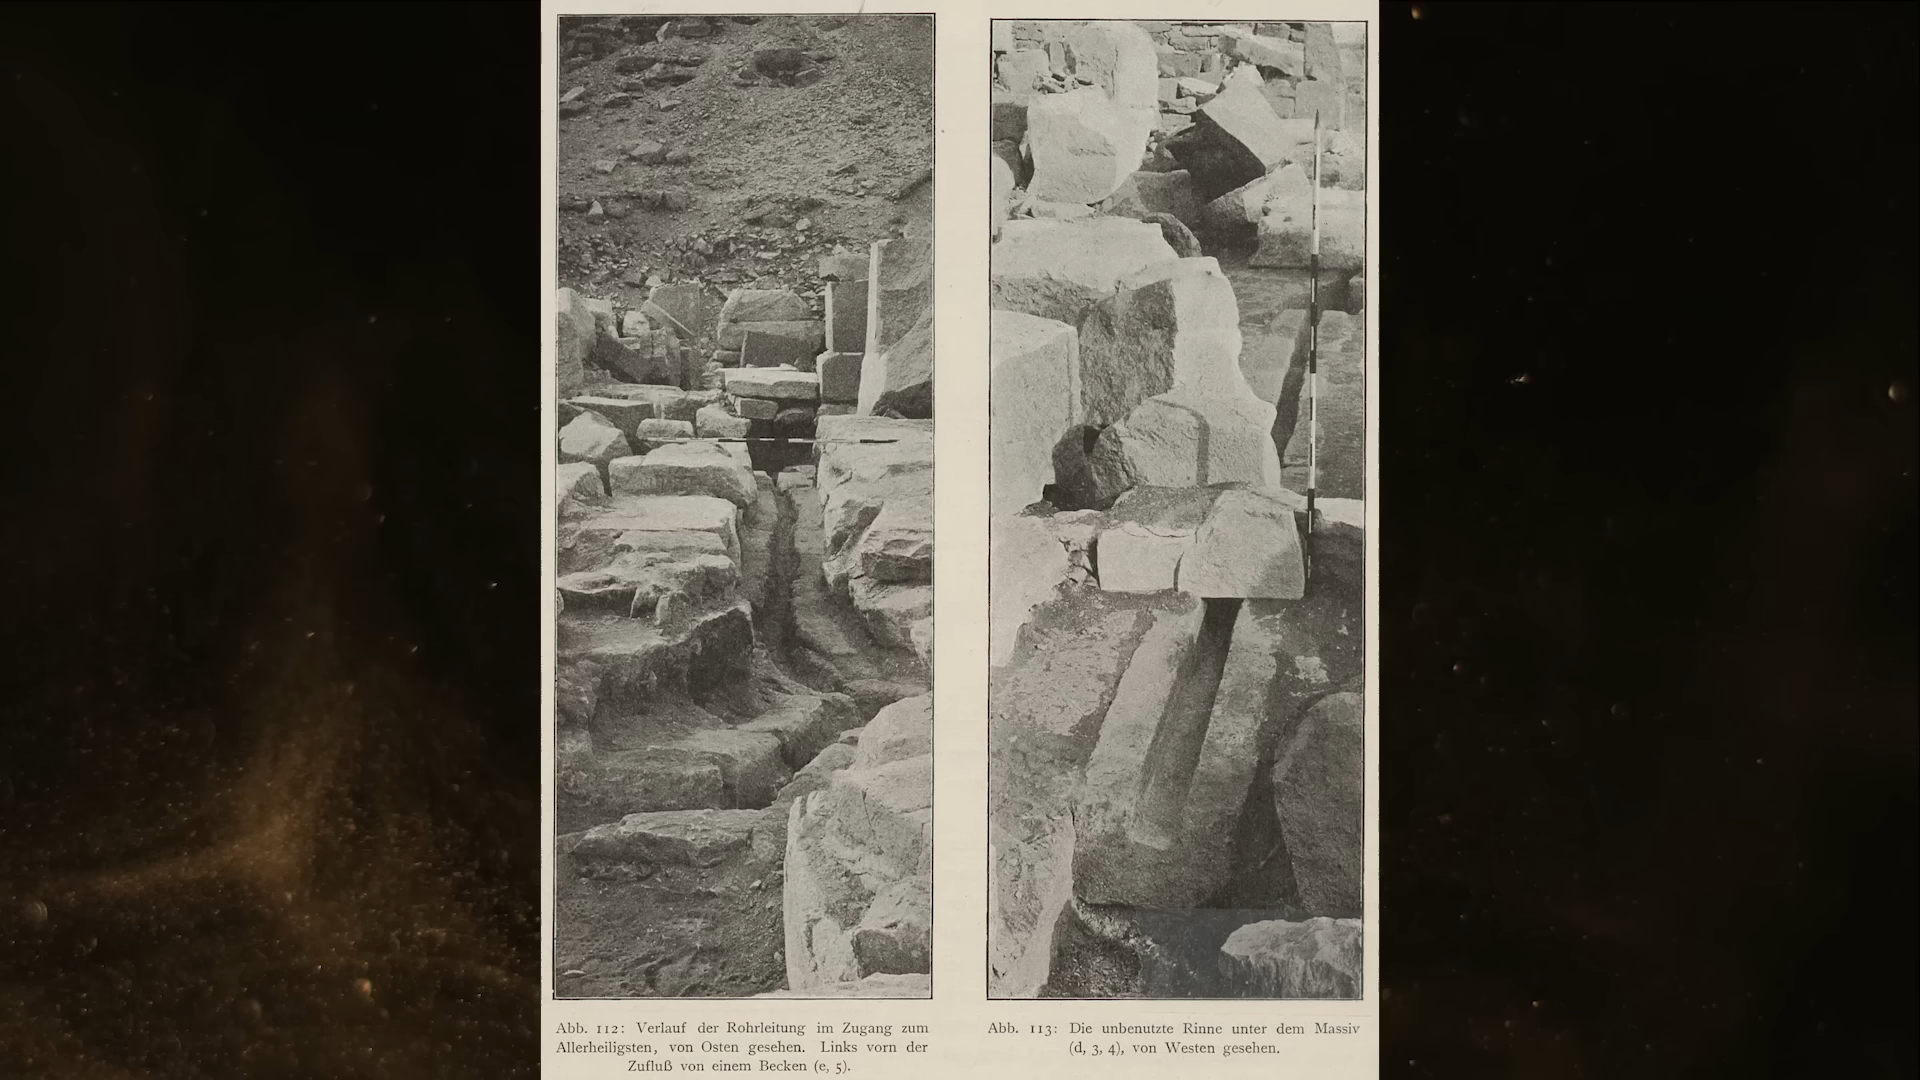 Abb. 112: Verlauf der Rohrleitung im Zugang zum
Allerheiligsten, von Osten gesehen. Links vorn der
Zufluß von einem Becken (e, 5).
Abb. 113: Die unbenutzte Rinne unter dem Massiv
(d, 3, 4), von Westen gesehen.